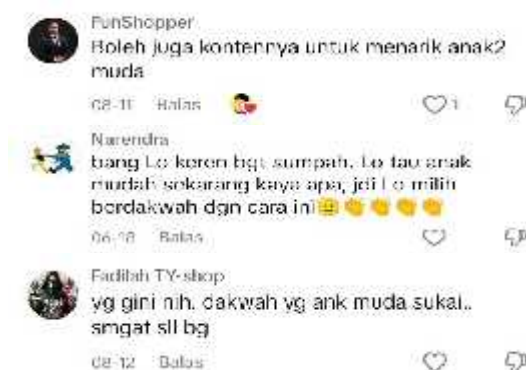 FunShopper
Boleh juga kontennya untuk menarik anak2
muda
08-11 Balas
1
Narendra
bang Lo keren bgt sumpah. Lo tau anak
mudah sekarang kaya apa, jdi Lo milih
berdakwah dgn cara ini🥲👏👏👏👏
06-18 Balas
Fadilah TY-shop
yg gini nih. dakwah yg ank muda sukai..
smgat sll bg
08-12 Balas